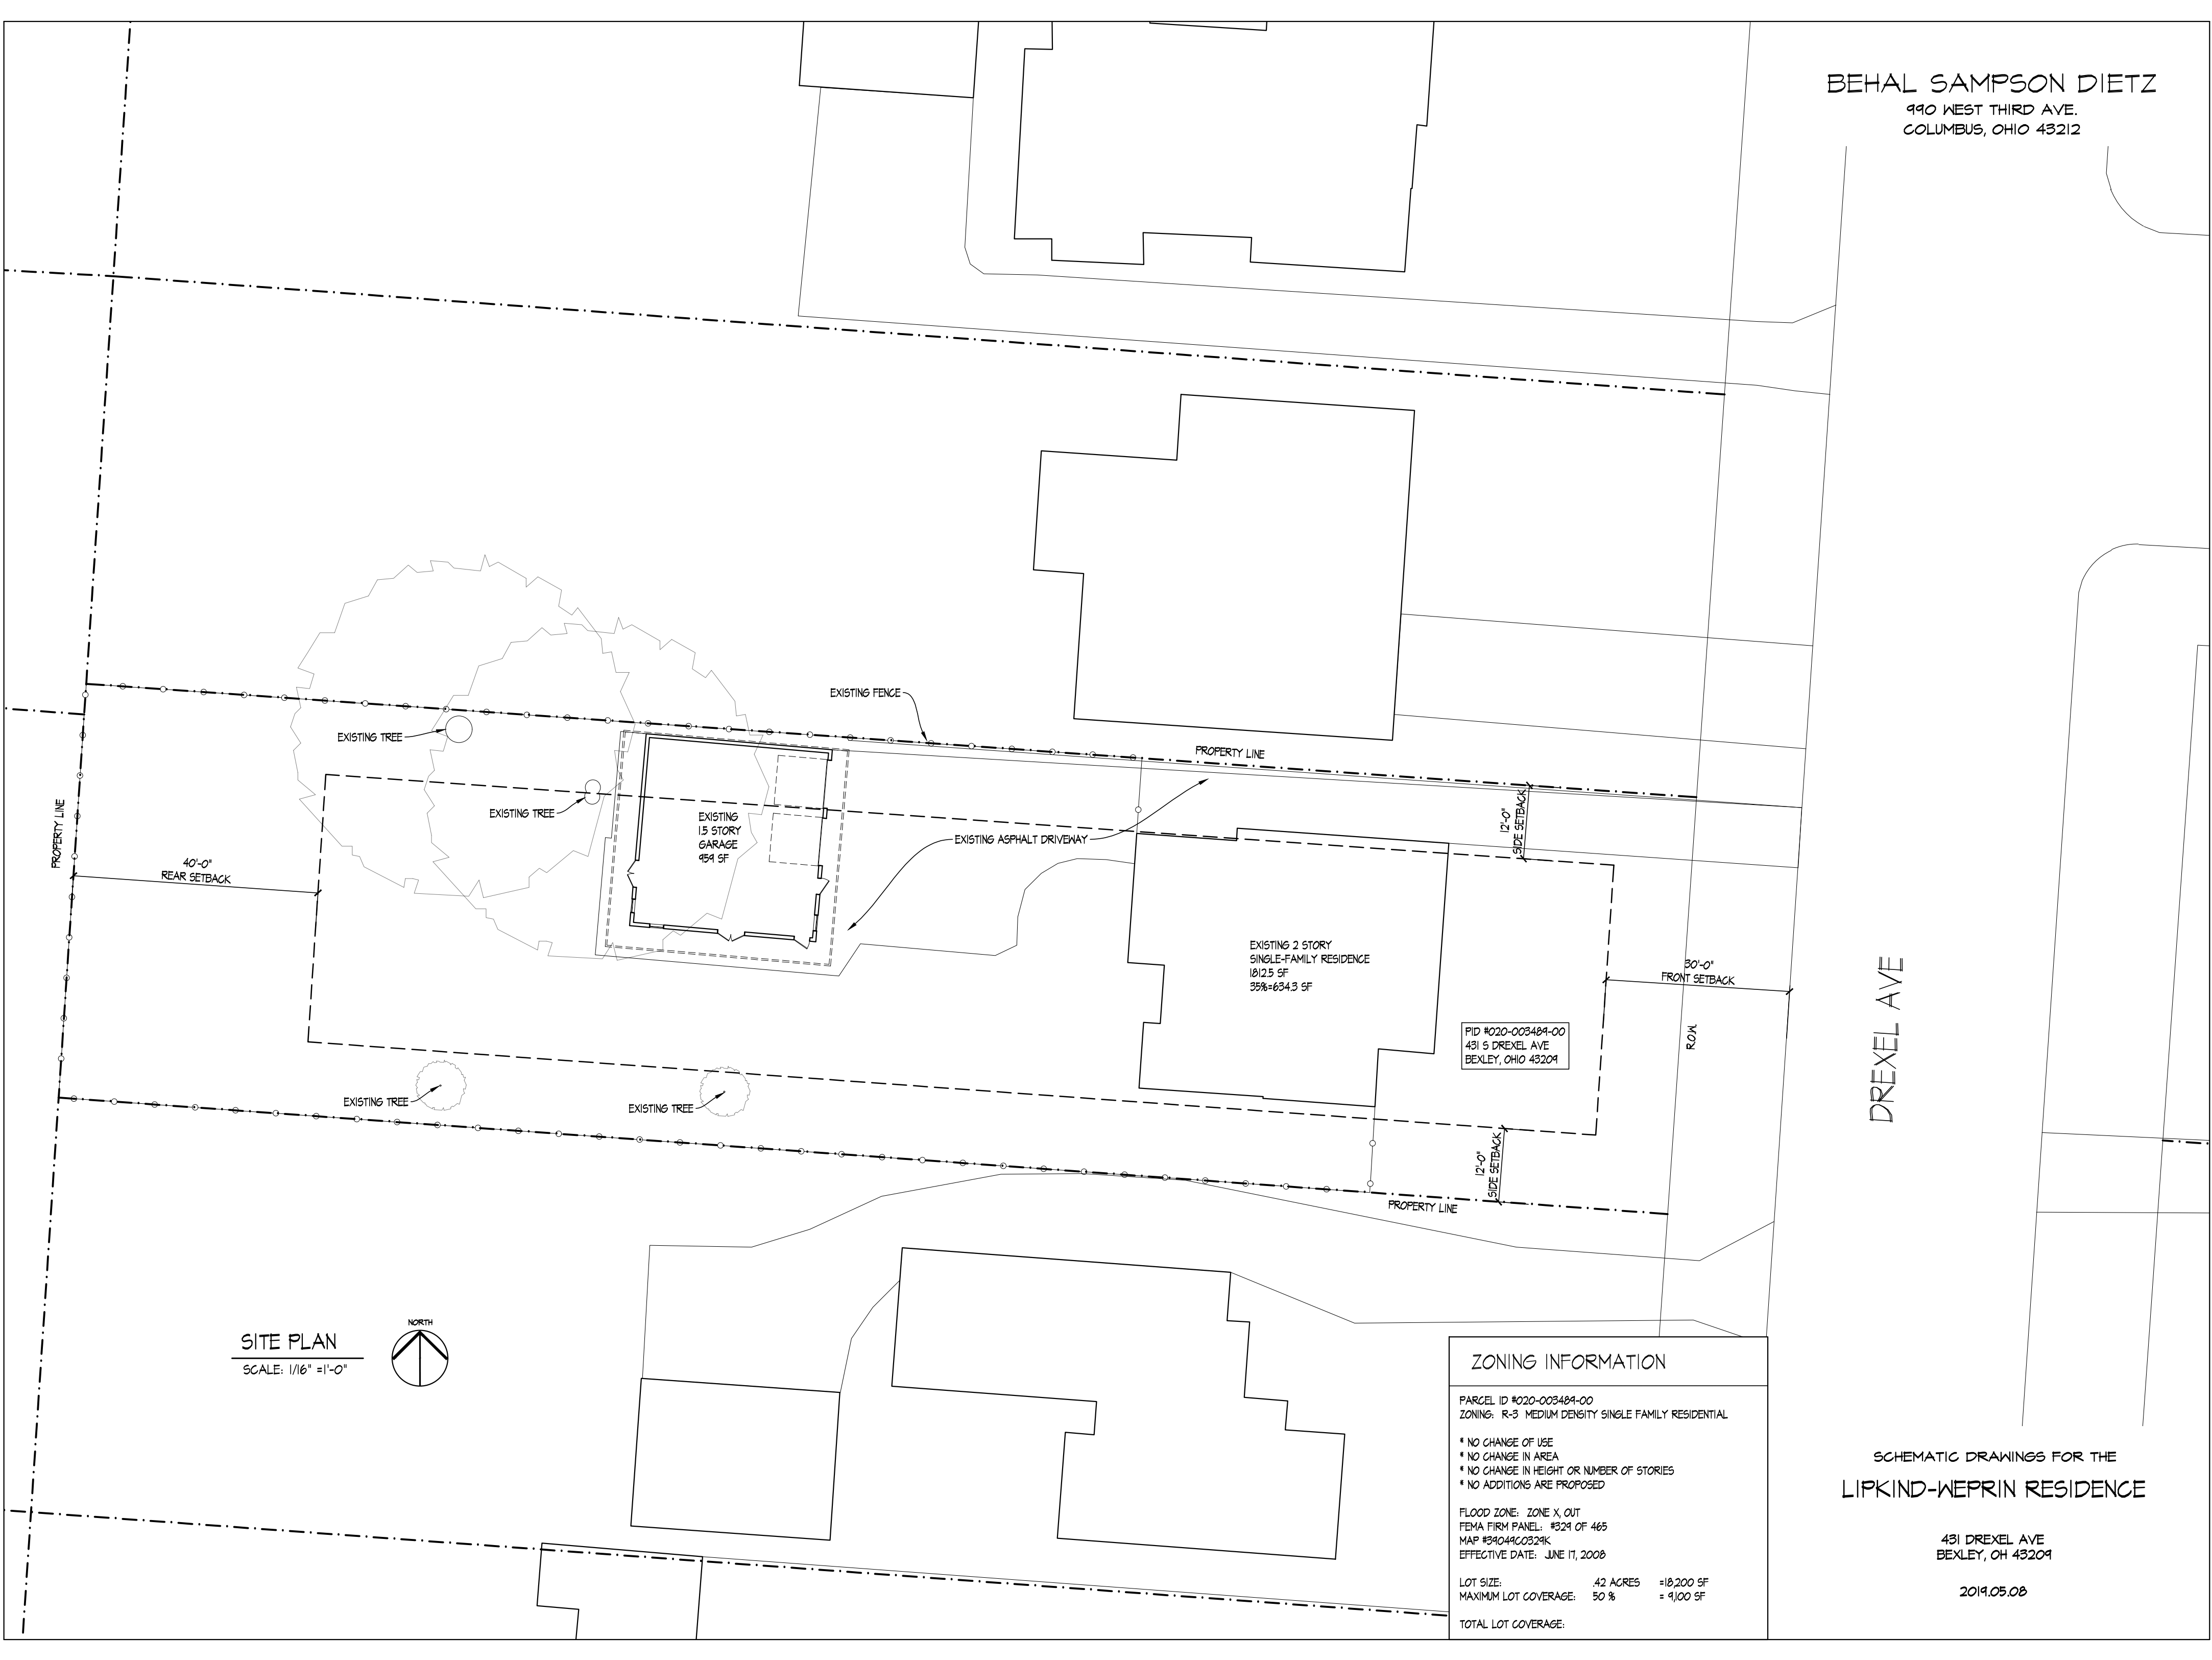 BEHAL SAMPSON DIETZ
990 WEST THIRD AVE.
COLUMBUS, OHIO 43212
EXISTING FENCE
EXISTING TREE
PROPERTY LINE
EXISTING TREE
EXISTING
1.5 STORY
GARAGE
959 SF
EXISTING ASPHALT DRIVEWAY
12'-0"
SIDE SETBACK
PROPERTY LINE
40'-0"
REAR SETBACK
EXISTING 2 STORY
SINGLE-FAMILY RESIDENCE
1812.5 SF
35%=634.3 SF
30'-0"
FRONT SETBACK
PID #020-003489-00
431 S DREXEL AVE
BEXLEY, OHIO 43209
R.O.W.
DREXEL AVE
EXISTING TREE
EXISTING TREE
12'-0"
SIDE SETBACK
PROPERTY LINE
SITE PLAN
SCALE: 1/16" =1'-0"
NORTH
ZONING INFORMATION
PARCEL ID #020-003489-00
ZONING: R-3 MEDIUM DENSITY SINGLE FAMILY RESIDENTIAL
* NO CHANGE OF USE
* NO CHANGE IN AREA
* NO CHANGE IN HEIGHT OR NUMBER OF STORIES
* NO ADDITIONS ARE PROPOSED
FLOOD ZONE: ZONE X, OUT
FEMA FIRM PANEL: #329 OF 465
MAP #39049C0329K
EFFECTIVE DATE: JUNE 17, 2008
LOT SIZE: .42 ACRES =18,200 SF
MAXIMUM LOT COVERAGE: 50 % = 9,100 SF
TOTAL LOT COVERAGE:
SCHEMATIC DRAWINGS FOR THE
LIPKIND-WEPRIN RESIDENCE
431 DREXEL AVE
BEXLEY, OH 43209
2019.05.08